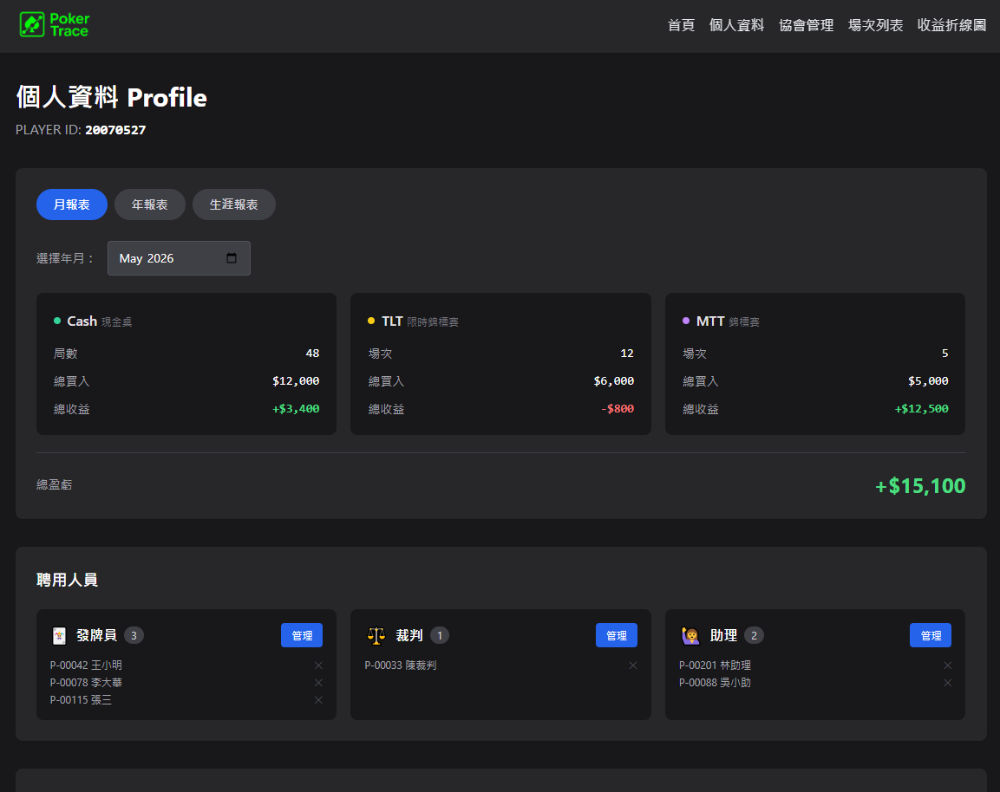 Poker
Trace
首頁 個人資料 協會管理 場次列表 收益折線圖
個人資料 Profile
PLAYER ID: 20070527
月報表 年報表 生涯報表
選擇年月： May 2026
Cash 現金桌
局數 48
總買入 $12,000
總收益 +$3,400
TLT 限時錦標賽
場次 12
總買入 $6,000
總收益 -$800
MTT 錦標賽
場次 5
總買入 $5,000
總收益 +$12,500
總盈虧 +$15,100
聘用人員
發牌員 3 管理
P-00042 王小明
P-00078 李大華
P-00115 張三
裁判 1 管理
P-00033 陳裁判
助理 2 管理
P-00201 林助理
P-00088 吳小助